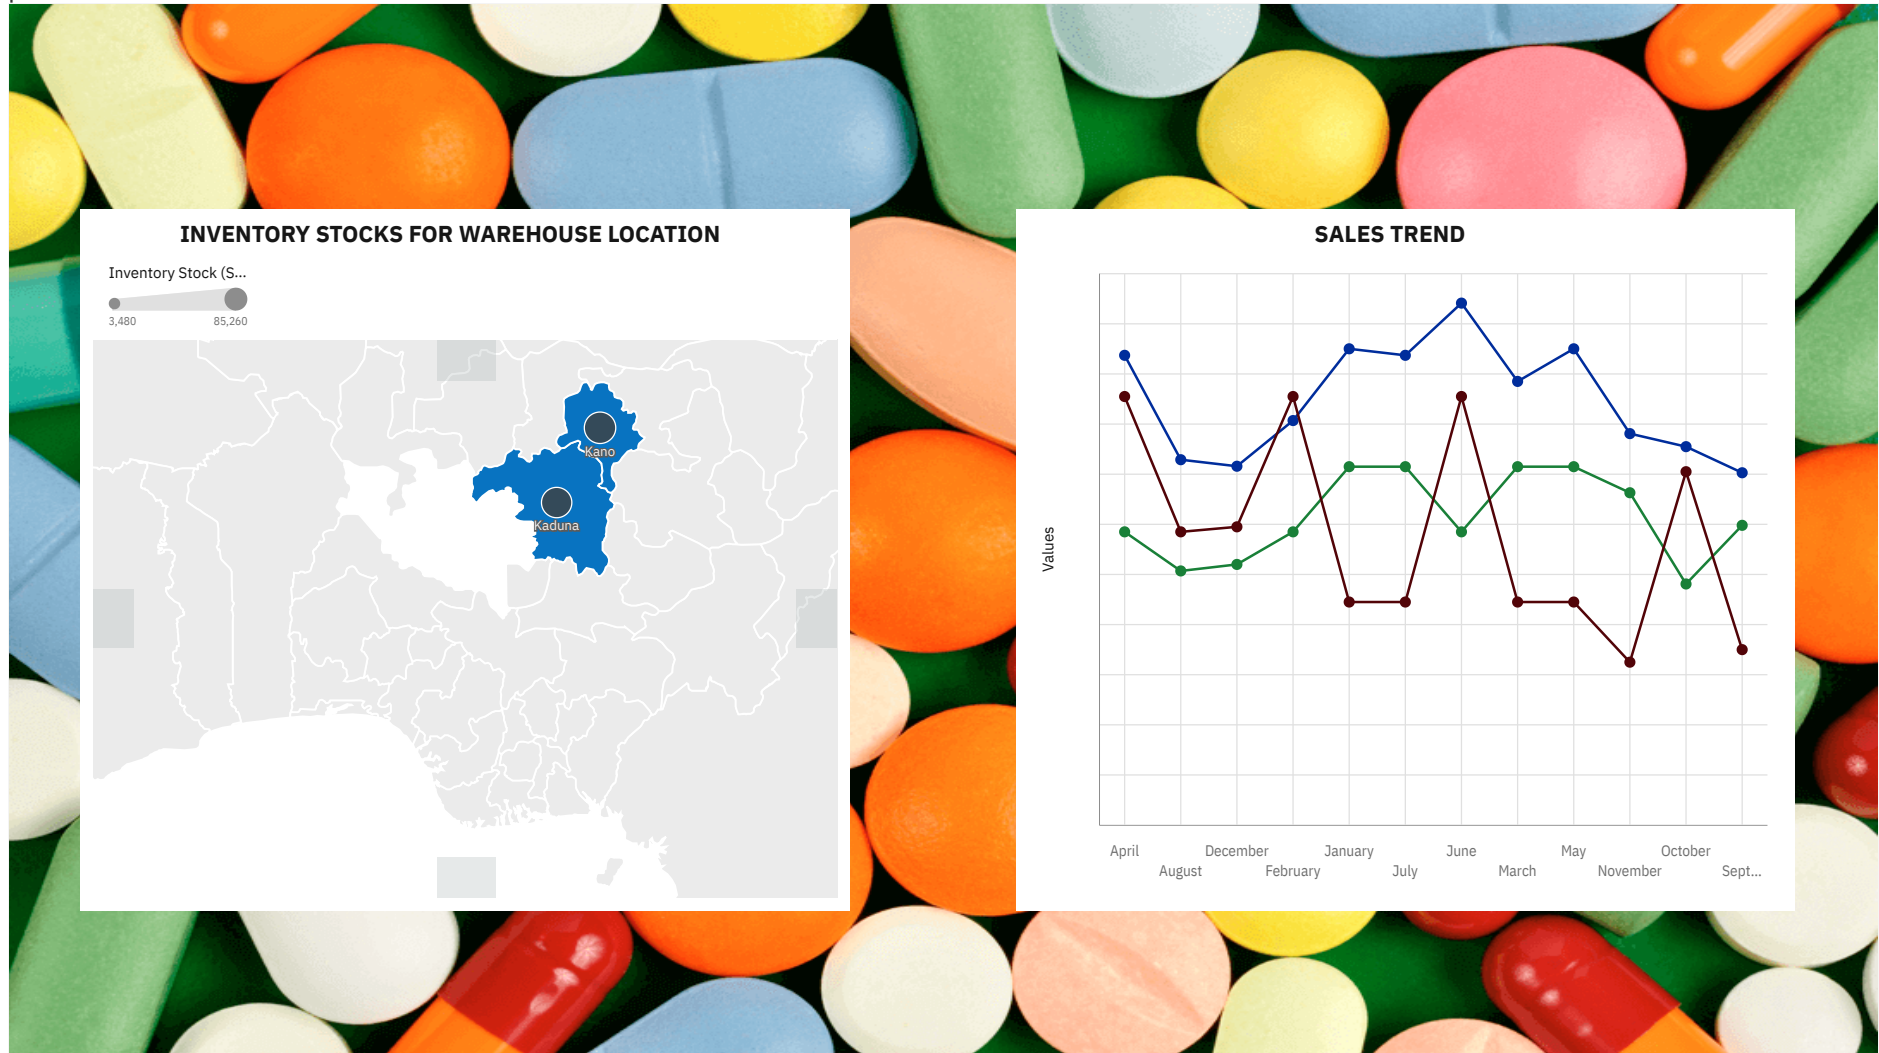 INVENTORY STOCKS FOR WAREHOUSE LOCATION
Inventory Stock (S...
3,480
85,260
Kano
Kaduna
SALES TREND
Values
April
August
December
February
January
July
June
March
May
November
October
Sept...